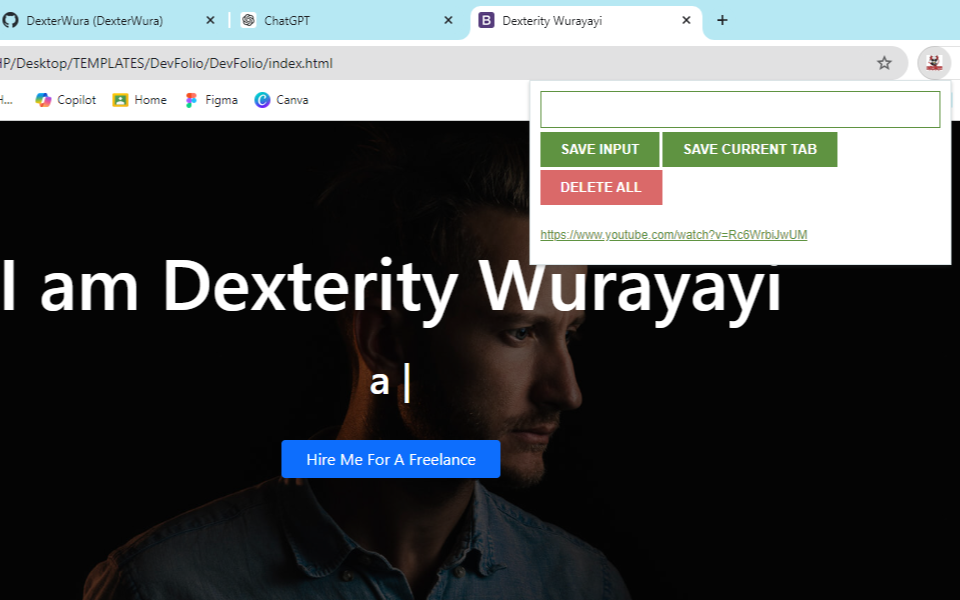 DexterWura (DexterWura)
ChatGPT
Dexterity Wurayayi
HP/Desktop/TEMPLATES/DevFolio/DevFolio/index.html
H...
Copilot
Home
Figma
Canva
SAVE INPUT
SAVE CURRENT TAB
DELETE ALL
https://www.youtube.com/watch?v=Rc6WrbiJwUM
I am Dexterity Wurayayi
a |
Hire Me For A Freelance